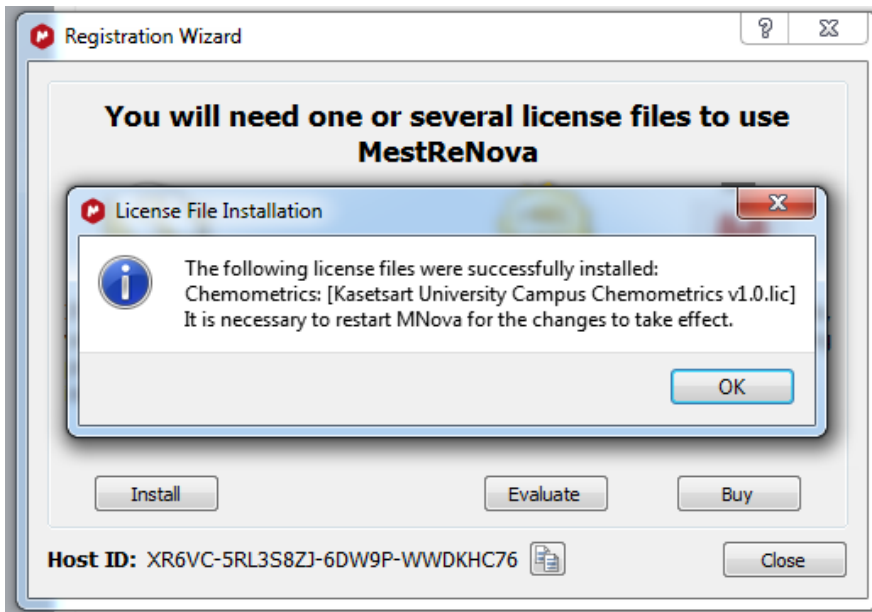 Registration Wizard
You will need one or several license files to use
MestReNova
License File Installation
The following license files were successfully installed:
Chemometrics: [Kasetsart University Campus Chemometrics v1.0.lic]
It is necessary to restart MNova for the changes to take effect.
OK
Install
Evaluate
Buy
Host ID: XR6VC-5RL3S8ZJ-6DW9P-WWDKHC76
Close